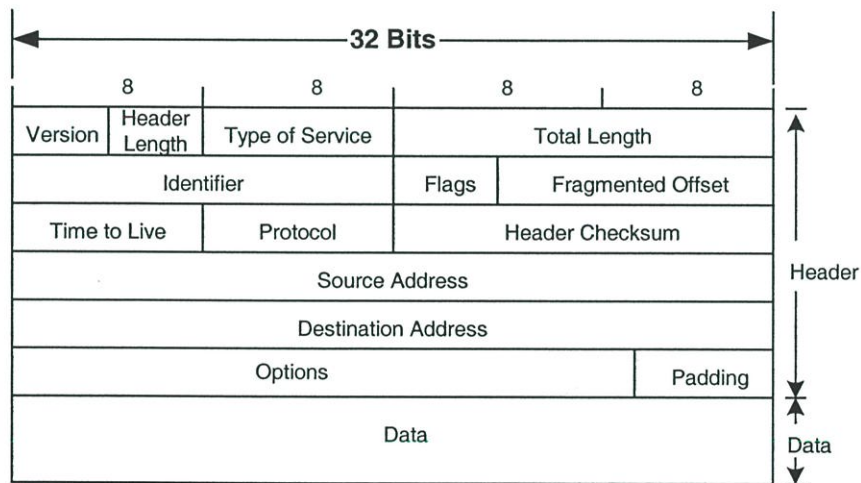 32 Bits
8 8 8 8
Version Header Length Type of Service Total Length
Identifier Flags Fragmented Offset
Time to Live Protocol Header Checksum
Source Address
Header
Destination Address
Options Padding
Data
Data